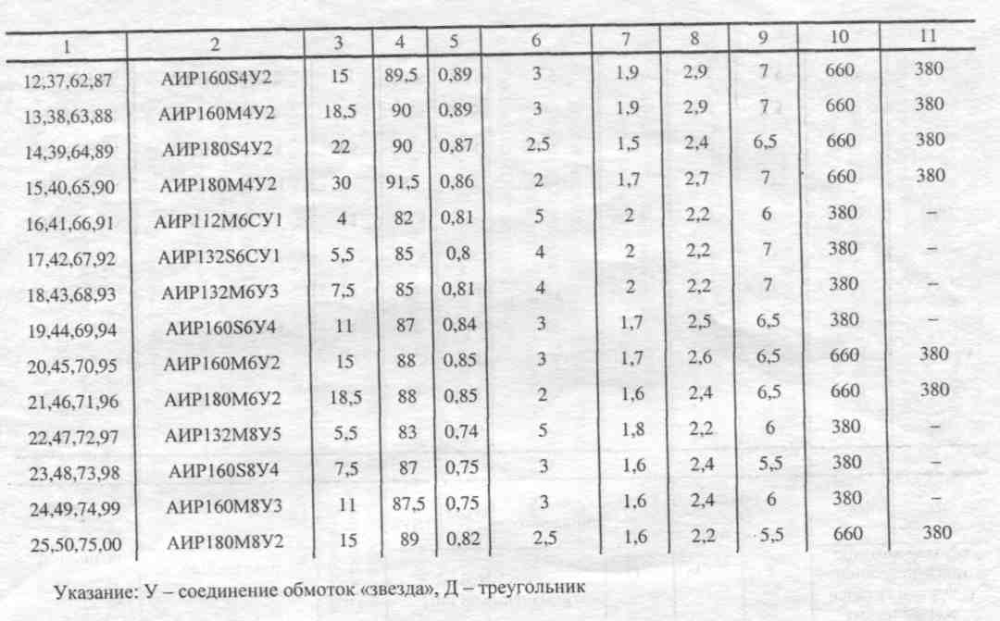 1 2 3 4 5 6 7 8 9 10 11
12,37,62,87 АИР160S4У2 15 89,5 0,89 3 1,9 2,9 7 660 380
13,38,63,88 АИР160М4У2 18,5 90 0,89 3 1,9 2,9 7 660 380
14,39,64,89 АИР180S4У2 22 90 0,87 2,5 1,5 2,4 6,5 660 380
15,40,65,90 АИР180М4У2 30 91,5 0,86 2 1,7 2,7 7 660 380
16,41,66,91 АИР112М6СУ1 4 82 0,81 5 2 2,2 6 380 –
17,42,67,92 АИР132S6СУ1 5,5 85 0,8 4 2 2,2 7 380 –
18,43,68,93 АИР132М6У3 7,5 85 0,81 4 2 2,2 7 380 –
19,44,69,94 АИР160S6У4 11 87 0,84 3 1,7 2,5 6,5 380 –
20,45,70,95 АИР160М6У2 15 88 0,85 3 1,7 2,6 6,5 660 380
21,46,71,96 АИР180М6У2 18,5 88 0,85 2 1,6 2,4 6,5 660 380
22,47,72,97 АИР132М8У5 5,5 83 0,74 5 1,8 2,2 6 380 –
23,48,73,98 АИР160S8У4 7,5 87 0,75 3 1,6 2,4 5,5 380 –
24,49,74,99 АИР160М8У3 11 87,5 0,75 3 1,6 2,4 6 380 –
25,50,75,00 АИР180М8У2 15 89 0,82 2,5 1,6 2,2 5,5 660 380
Указание: У – соединение обмоток «звезда», Д – треугольник